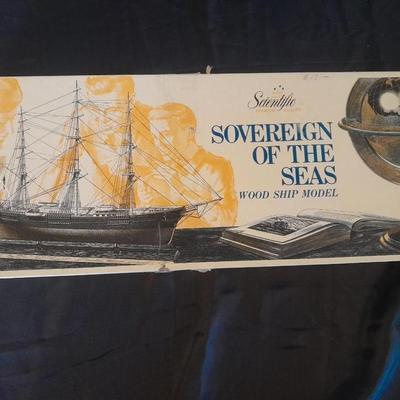 Scientific
SOVEREIGN
OF THE
SEAS
WOOD SHIP MODEL